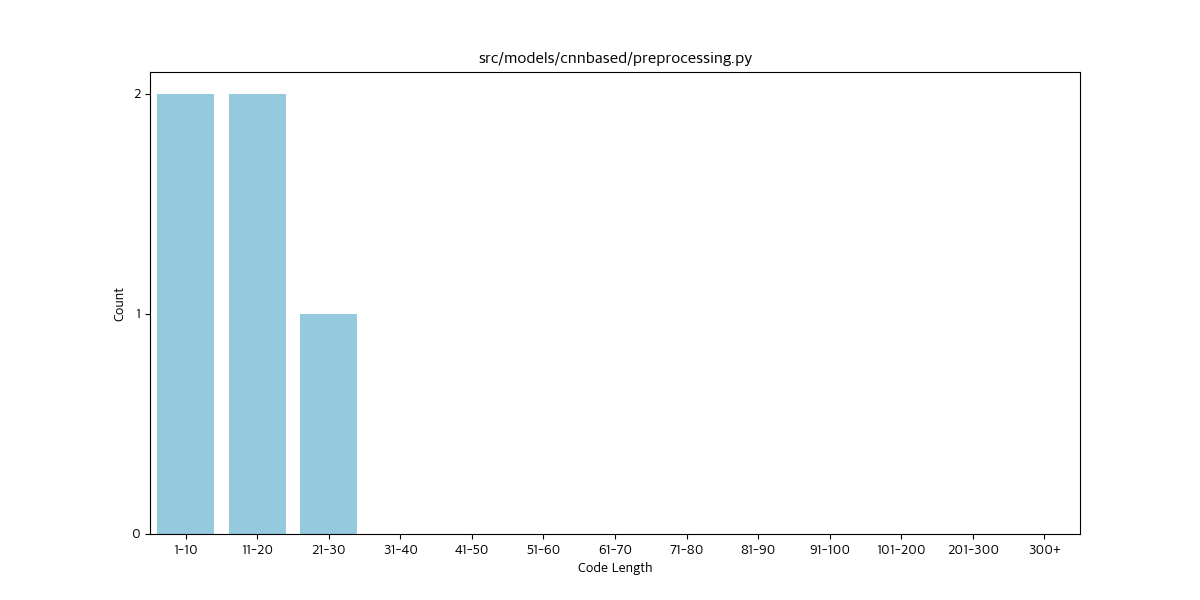 src/models/cnnbased/preprocessing.py
2
1
0
Count
1-10 11-20 21-30 31-40 41-50 51-60 61-70 71-80 81-90 91-100 101-200 201-300 300+
Code Length